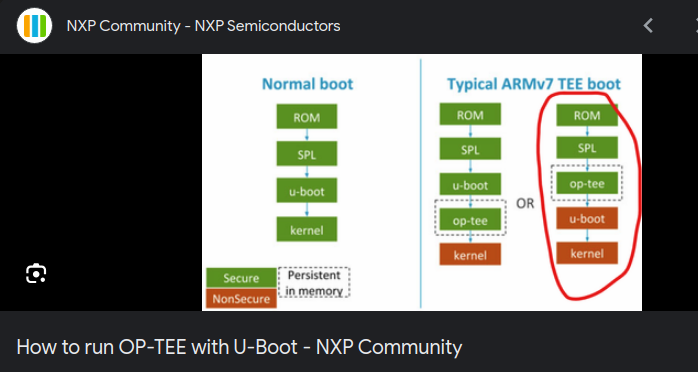 NXP Community - NXP Semiconductors
Normal boot
ROM
SPL
u-boot
kernel
Secure
NonSecure
Persistent
in memory
Typical ARMv7 TEE boot
ROM
SPL
u-boot
op-tee
kernel
OR
ROM
SPL
op-tee
u-boot
kernel
How to run OP-TEE with U-Boot - NXP Community